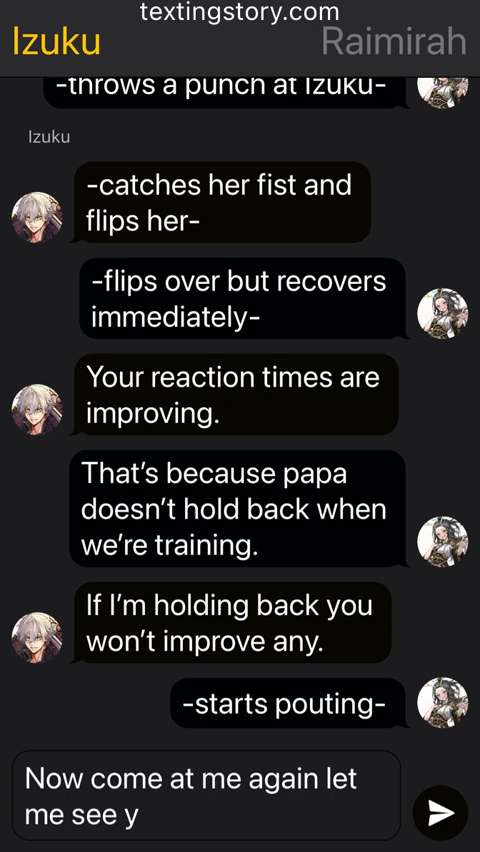 textingstory.com
Izuku
Raimirah
-throws a punch at Izuku-
Izuku
-catches her fist and
flips her-
-flips over but recovers
immediately-
Your reaction times are
improving.
That’s because papa
doesn’t hold back when
we’re training.
If I’m holding back you
won’t improve any.
-starts pouting-
Now come at me again let
me see y